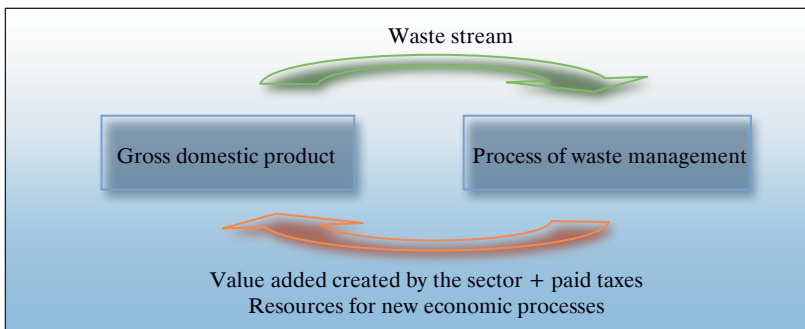 Waste stream
Gross domestic product
Process of waste management
Value added created by the sector + paid taxes
Resources for new economic processes